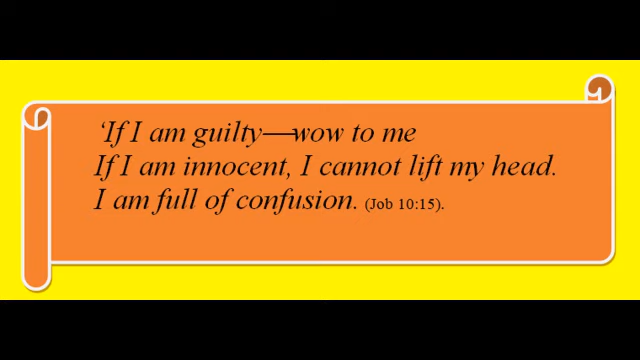 ‘If I am guilty—wow to me
If I am innocent, I cannot lift my head.
I am full of confusion. (Job 10:15).